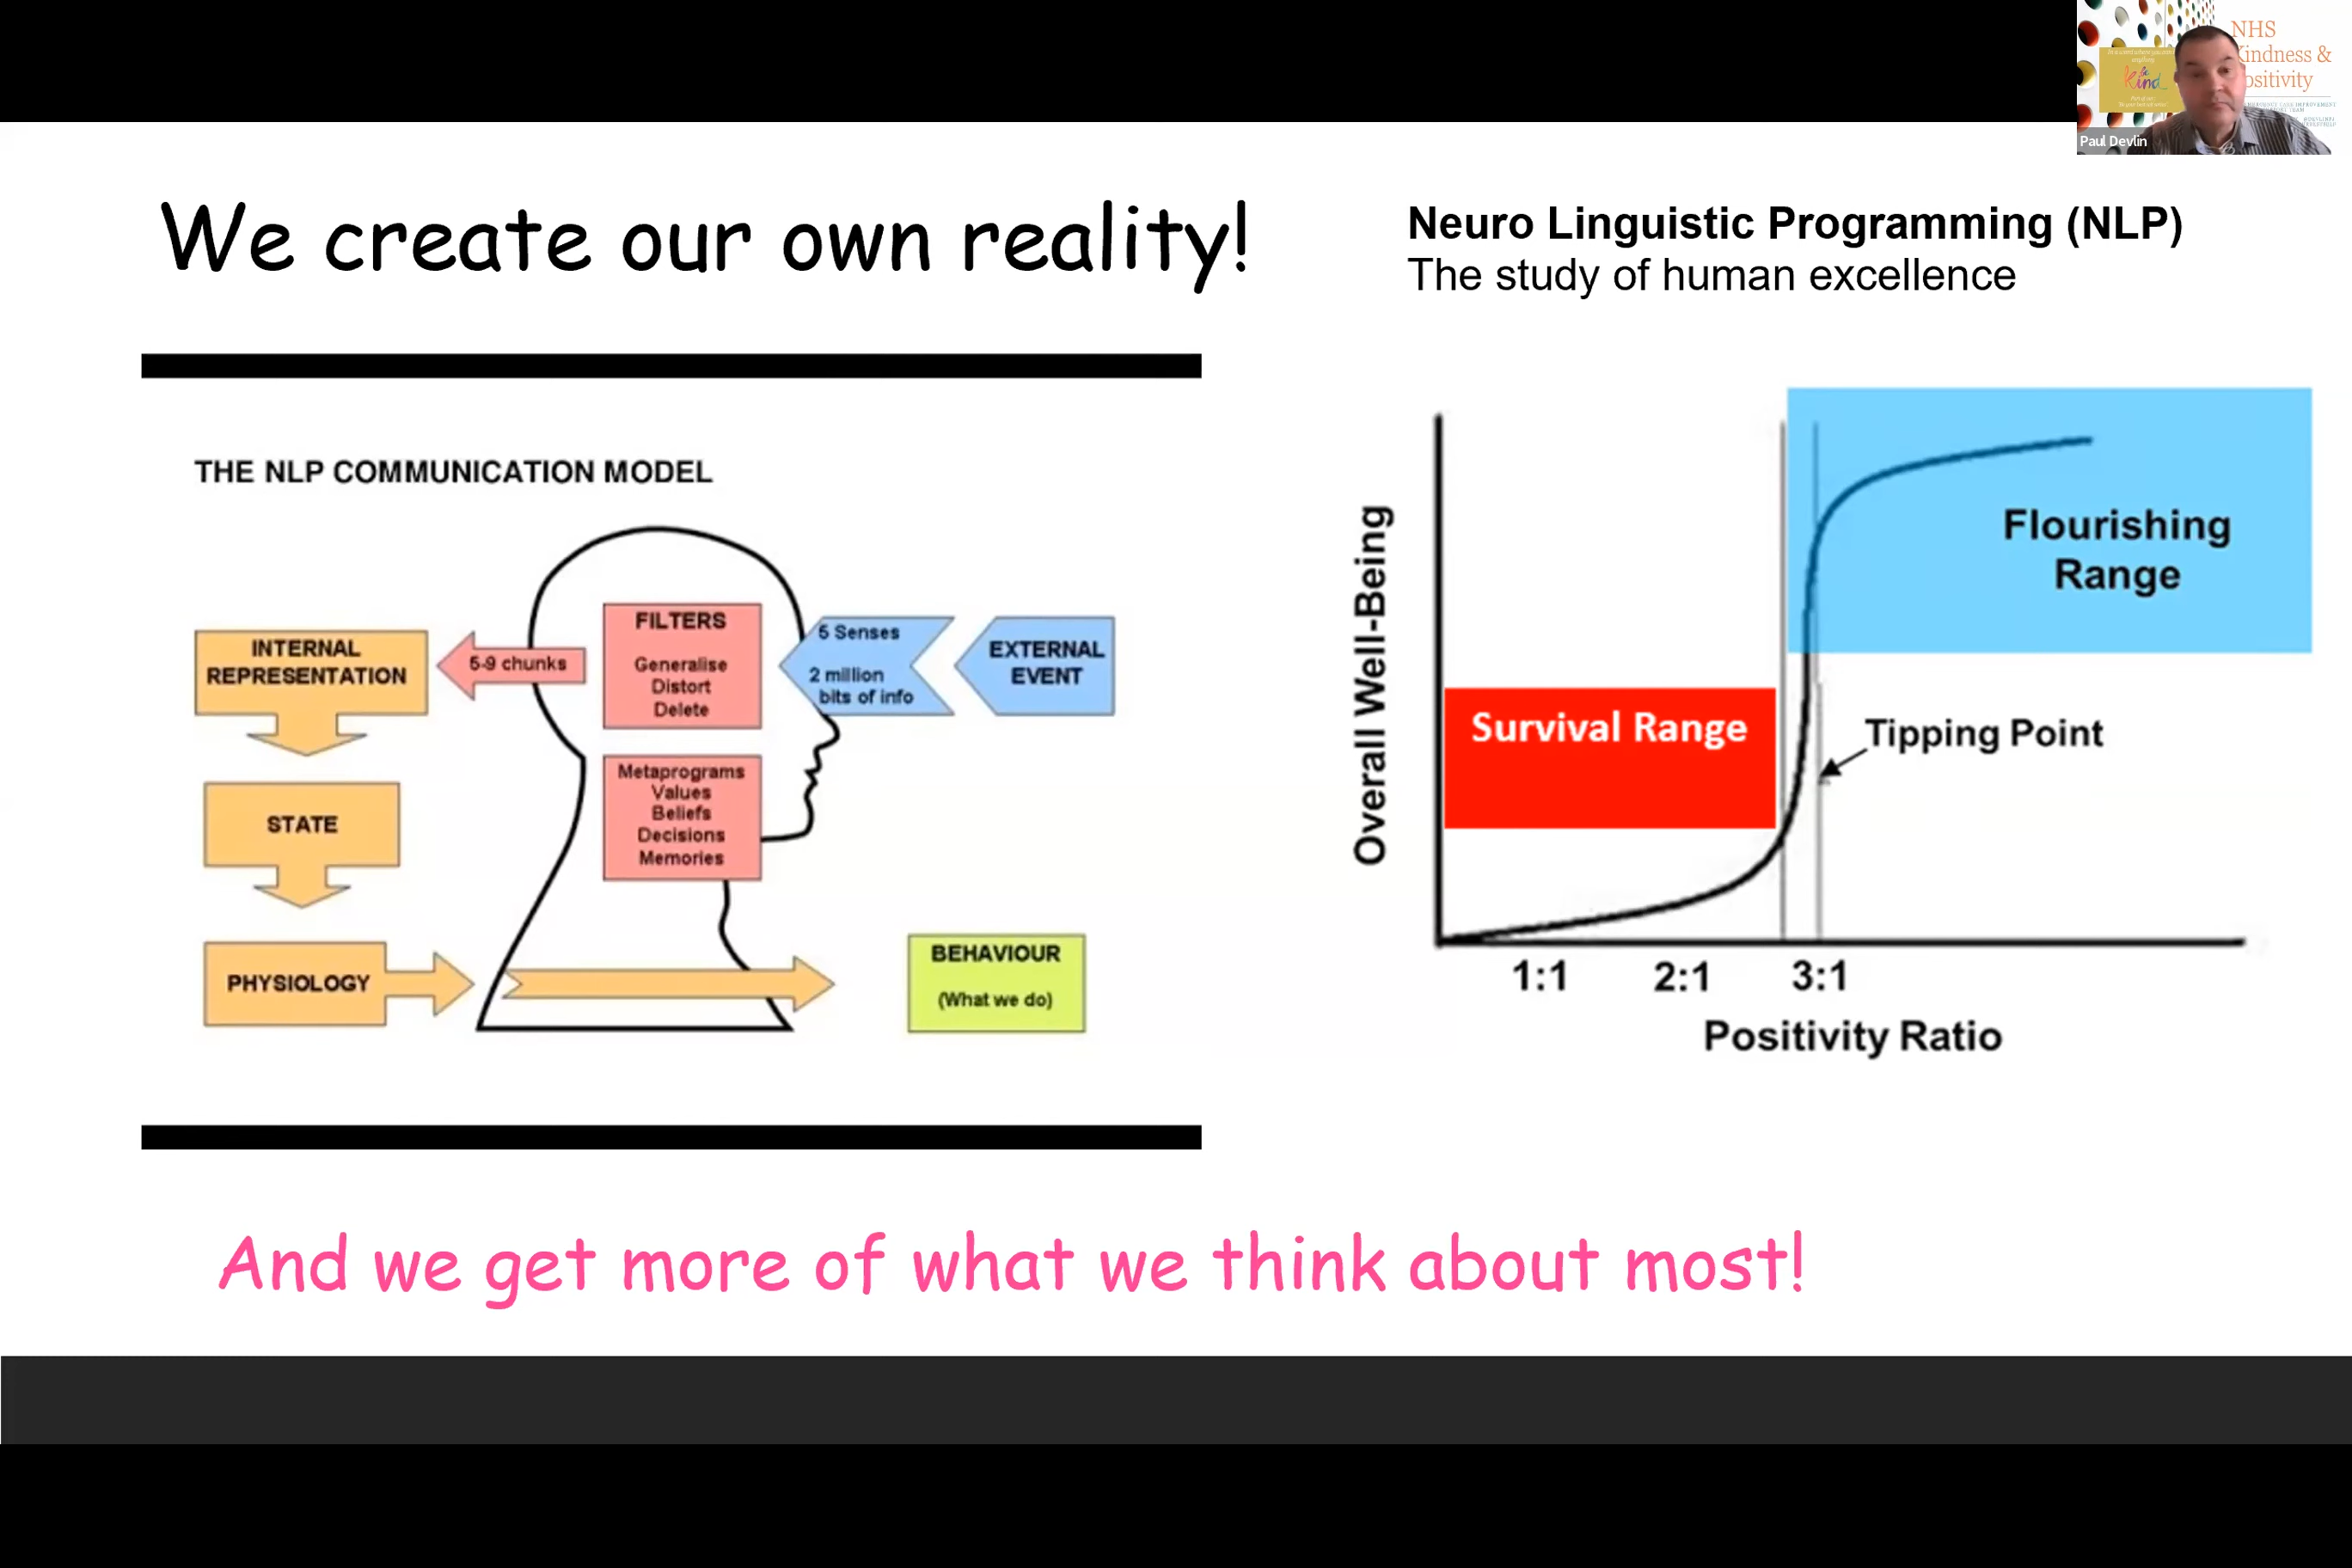 We create our own reality!
Neuro Linguistic Programming (NLP)
The study of human excellence
THE NLP COMMUNICATION MODEL
INTERNAL
REPRESENTATION
5-9 chunks
FILTERS
Generalise
Distort
Delete
5 Senses
2 million
bits of info
EXTERNAL
EVENT
Metaprograms
Values
Beliefs
Decisions
Memories
STATE
PHYSIOLOGY
BEHAVIOUR
(What we do)
Overall Well-Being
Flourishing
Range
Survival Range
Tipping Point
1:1 2:1 3:1
Positivity Ratio
And we get more of what we think about most!
NHS
Kindness &
ositivity
kind
Paul Devlin